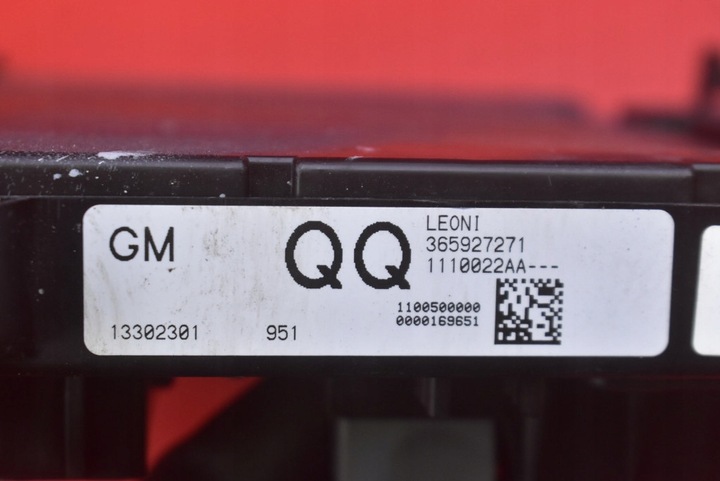 GM
QQ
LEONI
365927271
1110022AA---
1100500000
0000169651
13302301
951